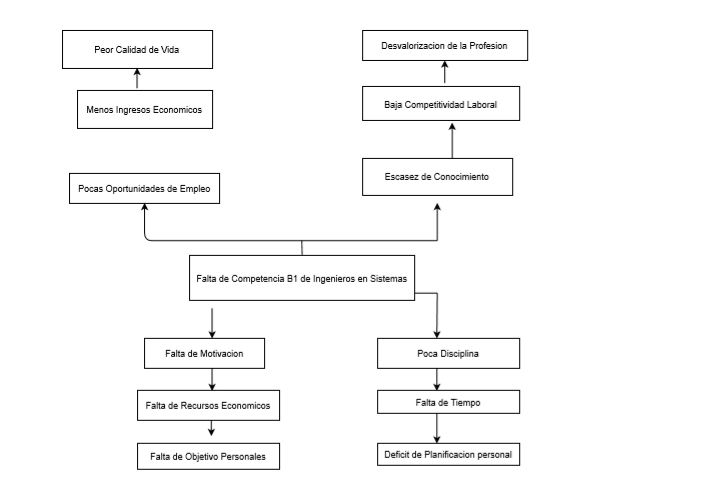 Peor Calidad de Vida
Desvalorizacion de la Profesion
Menos Ingresos Economicos
Baja Competitividad Laboral
Pocas Oportunidades de Empleo
Escasez de Conocimiento
Falta de Competencia B1 de Ingenieros en Sistemas
Falta de Motivacion
Poca Disciplina
Falta de Recursos Economicos
Falta de Tiempo
Falta de Objetivo Personales
Deficit de Planificacion personal